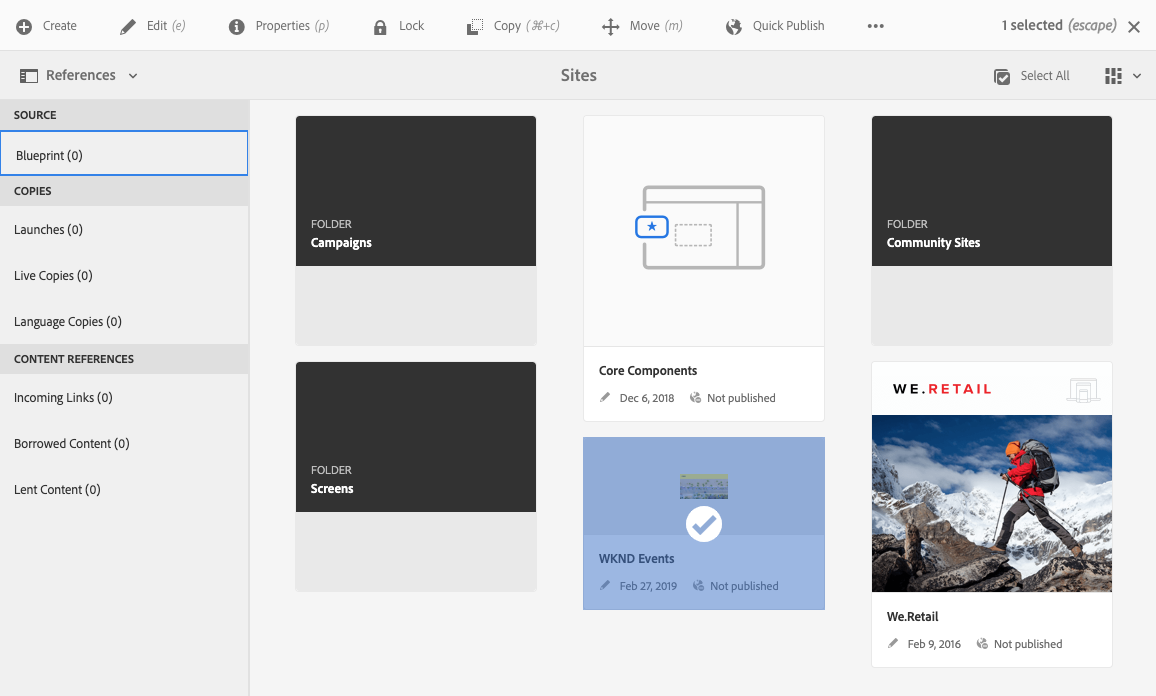 Create
Edit (e)
Properties (p)
Lock
Copy (⌘+c)
Move (m)
Quick Publish
1 selected (escape)
References
Sites
Select All
SOURCE
Blueprint (0)
COPIES
Launches (0)
Live Copies (0)
Language Copies (0)
CONTENT REFERENCES
Incoming Links (0)
Borrowed Content (0)
Lent Content (0)
FOLDER
Campaigns
FOLDER
Screens
Core Components
Dec 6, 2018 Not published
WKND Events
Feb 27, 2019 Not published
FOLDER
Community Sites
WE.RETAIL
We.Retail
Feb 9, 2016 Not published